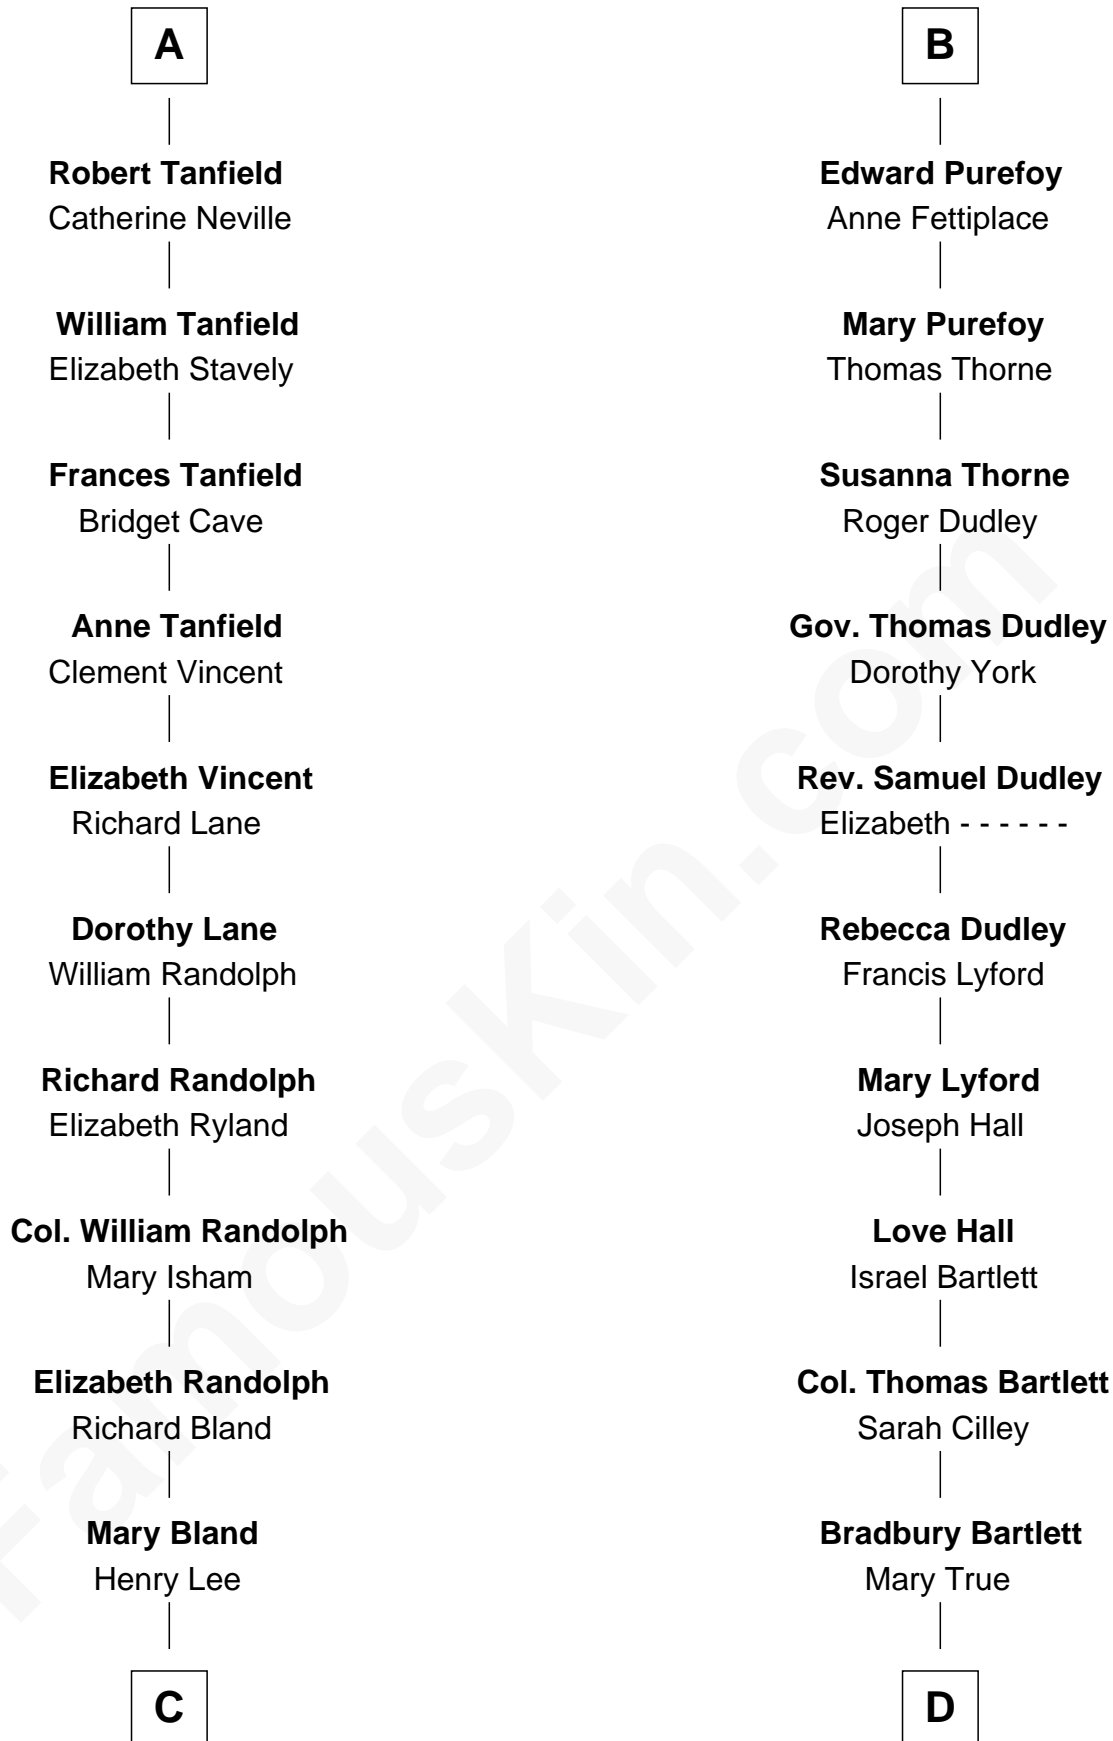 A
Robert Tanfield
Catherine Neville
William Tanfield
Elizabeth Stavely
Frances Tanfield
Bridget Cave
Anne Tanfield
Clement Vincent
Elizabeth Vincent
Richard Lane
Dorothy Lane
William Randolph
Richard Randolph
Elizabeth Ryland
Col. William Randolph
Mary Isham
Elizabeth Randolph
Richard Bland
Mary Bland
Henry Lee
C
B
Edward Purefoy
Anne Fettiplace
Mary Purefoy
Thomas Thorne
Susanna Thorne
Roger Dudley
Gov. Thomas Dudley
Dorothy York
Rev. Samuel Dudley
Elizabeth - - - - - -
Rebecca Dudley
Francis Lyford
Mary Lyford
Joseph Hall
Love Hall
Israel Bartlett
Col. Thomas Bartlett
Sarah Cilley
Bradbury Bartlett
Mary True
D
FamousKin.com